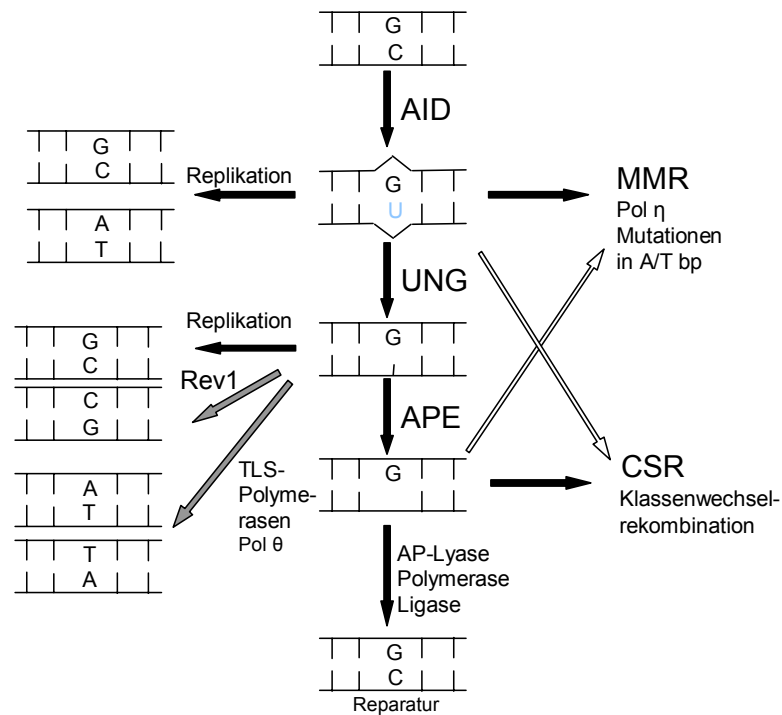 G
C
AID
G
C
Replikation
G
U
MMR
Pol η
Mutationen
in A/T bp
A
T
UNG
Replikation
G
C
G
Rev1
C
G
APE
TLS-
Polyme-
rasen
Pol θ
A
T
G
CSR
Klassenwechsel-
rekombination
T
A
AP-Lyase
Polymerase
Ligase
G
C
Reparatur